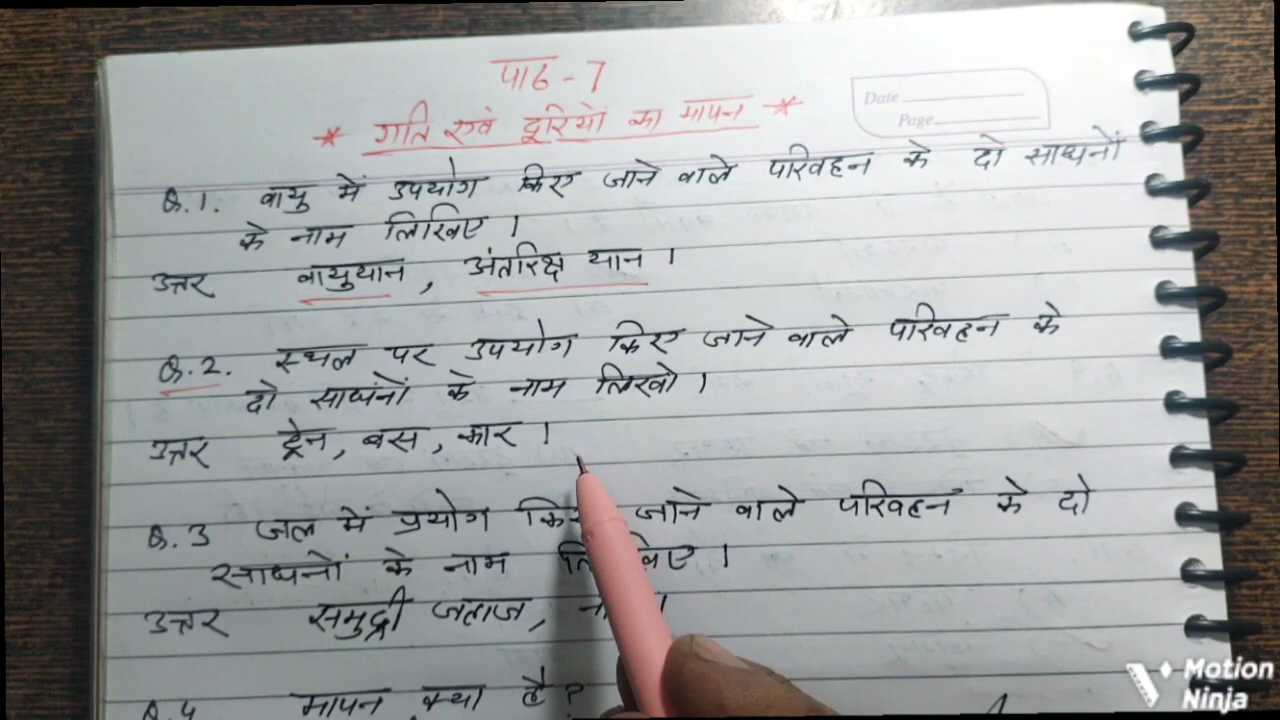 पाठ - 7
* गति एवं दूरियों का मापन *
Date
Page
Q.1. वायु में उपयोग किए जाने वाले परिवहन के दो साधनों
के नाम लिखिए ।
उत्तर वायुयान, अंतरिक्ष यान ।
Q.2. स्थल पर उपयोग किए जाने वाले परिवहन के
दो साधनों के नाम लिखो ।
उत्तर ट्रेन, बस, कार ।
Q.3 जल में प्रयोग जाने वाले परिवहन के दो
साधनों के नाम ।
उत्तर समुद्री जहाज, ।
Q.4 मापन क्या है?
Motion
Ninja